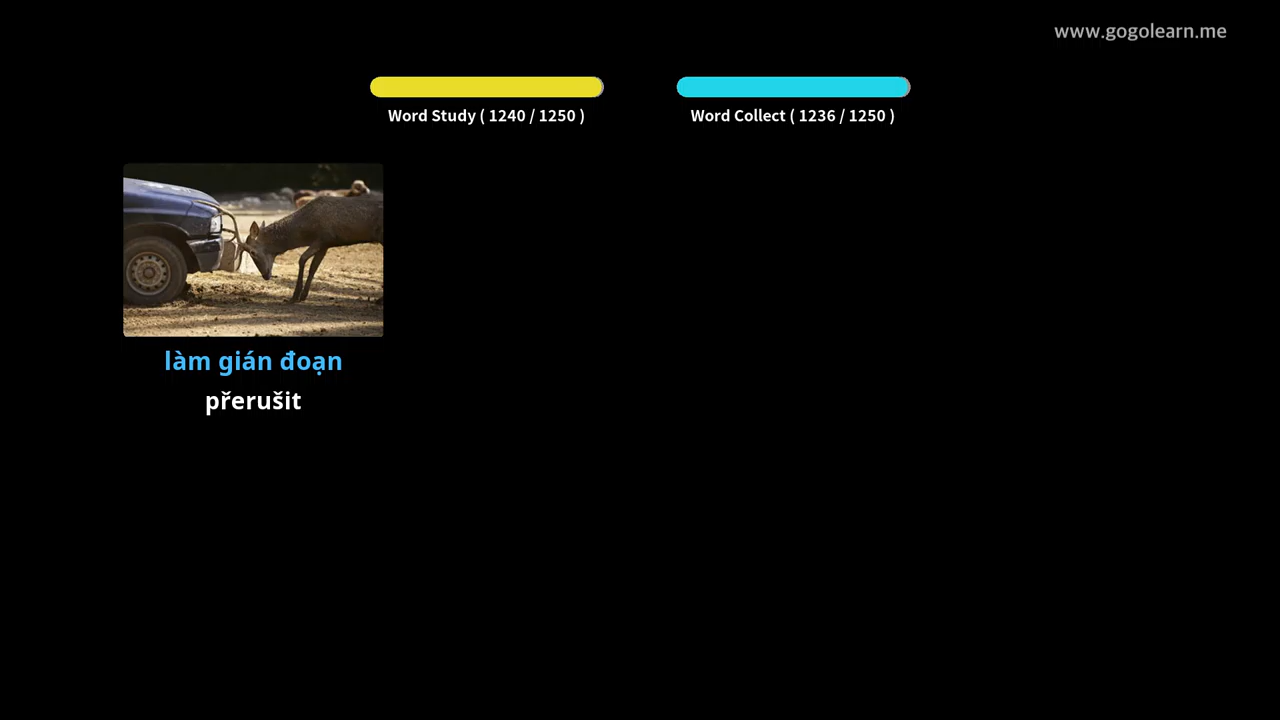 www.gogolearn.me
Word Study ( 1240 / 1250 )
Word Collect ( 1236 / 1250 )
làm gián đoạn
přerušit